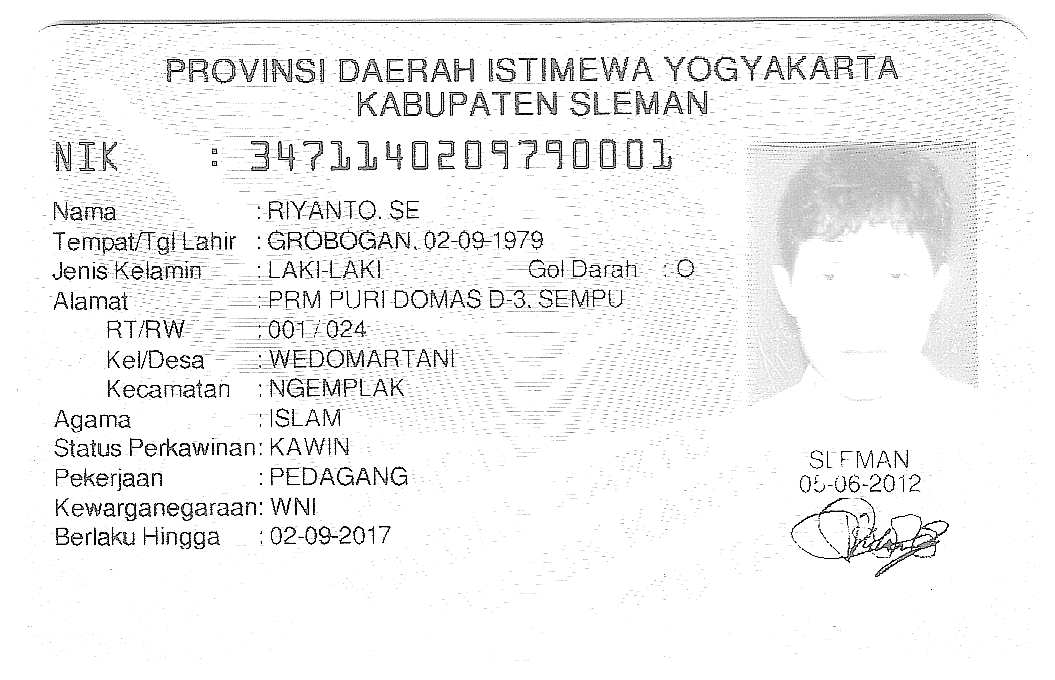 PROVINSI DAERAH ISTIMEWA YOGYAKARTA
KABUPATEN SLEMAN
NIK : 3471140209790001
Nama : RIYANTO. SE
Tempat/Tgl Lahir : GROBOGAN. 02-09-1979
Jenis Kelamin : LAKI-LAKI Gol Darah : O
Alamat : PRM PURI DOMAS D-3. SEMPU
RT/RW : 001 / 024
Kel/Desa : WEDOMARTANI
Kecamatan : NGEMPLAK
Agama : ISLAM
Status Perkawinan: KAWIN
Pekerjaan : PEDAGANG
Kewarganegaraan: WNI
Berlaku Hingga : 02-09-2017
SLEMAN
05-06-2012